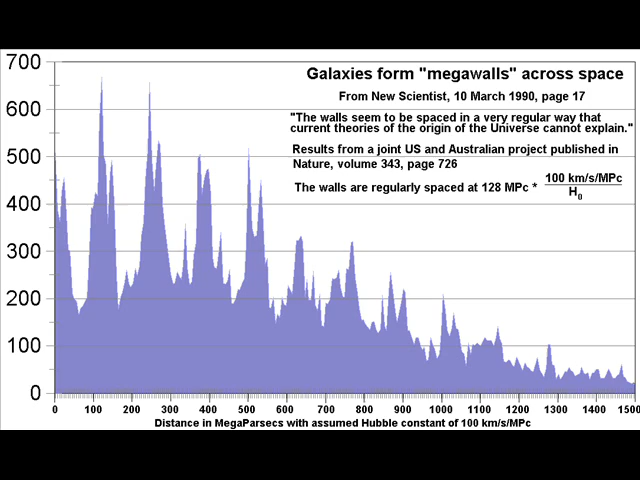 Galaxies form "megawalls" across space
From New Scientist, 10 March 1990, page 17
"The walls seem to be spaced in a very regular way that
current theories of the origin of the Universe cannot explain."
Results from a joint US and Australian project published in
Nature, volume 343, page 726
The walls are regularly spaced at 128 MPc * 100 km/s/MPc
H0
700
600
500
400
300
200
100
0
0 100 200 300 400 500 600 700 800 900 1000 1100 1200 1300 1400 1500
Distance in MegaParsecs with assumed Hubble constant of 100 km/s/MPc